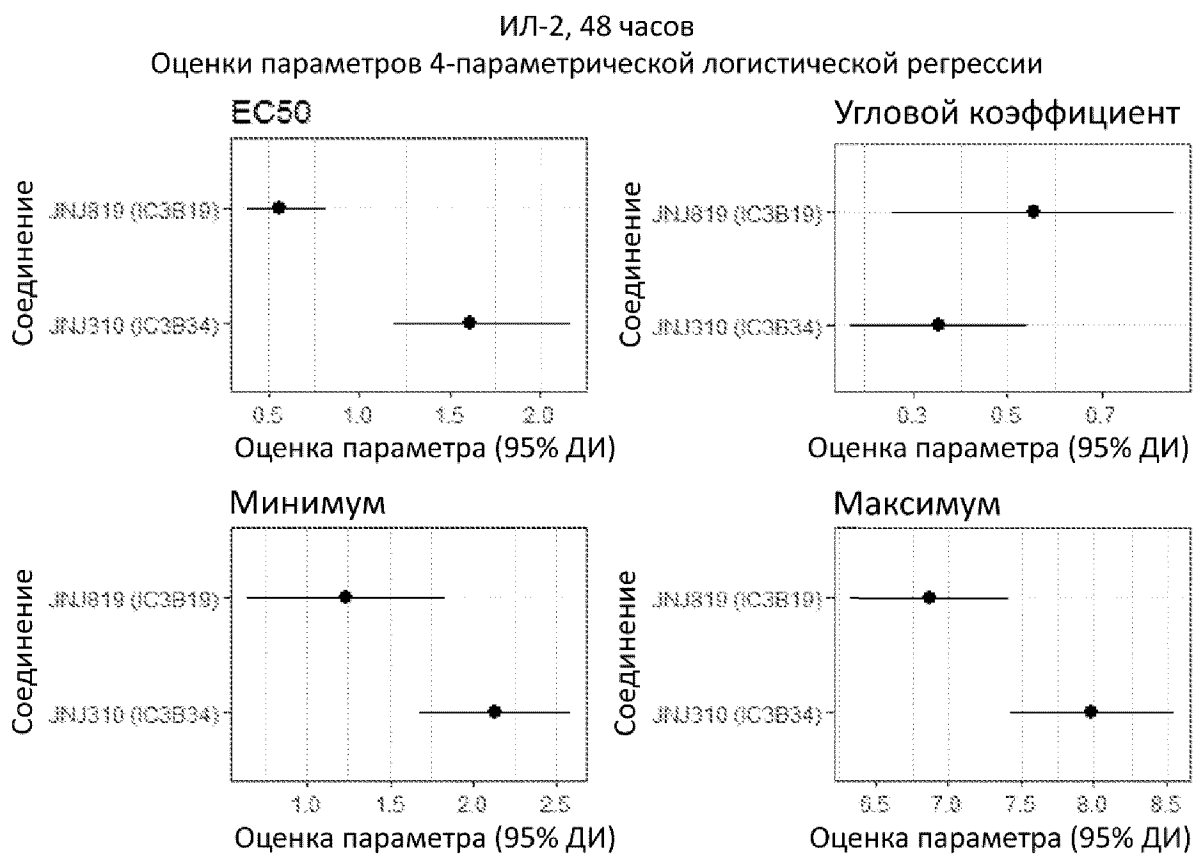 ИЛ-2, 48 часов
Оценки параметров 4-параметрической логистической регрессии
EC50
Соединение
JNJ819 (IC3B19)
JNJ310 (IC3B34)
0.5 1.0 1.5 2.0
Оценка параметра (95% ДИ)
Угловой коэффициент
Соединение
JNJ819 (IC3B19)
JNJ310 (IC3B34)
0.3 0.5 0.7
Оценка параметра (95% ДИ)
Минимум
Соединение
JNJ819 (IC3B19)
JNJ310 (IC3B34)
1.0 1.5 2.0 2.5
Оценка параметра (95% ДИ)
Максимум
Соединение
JNJ819 (IC3B19)
JNJ310 (IC3B34)
6.5 7.0 7.5 8.0 8.5
Оценка параметра (95% ДИ)